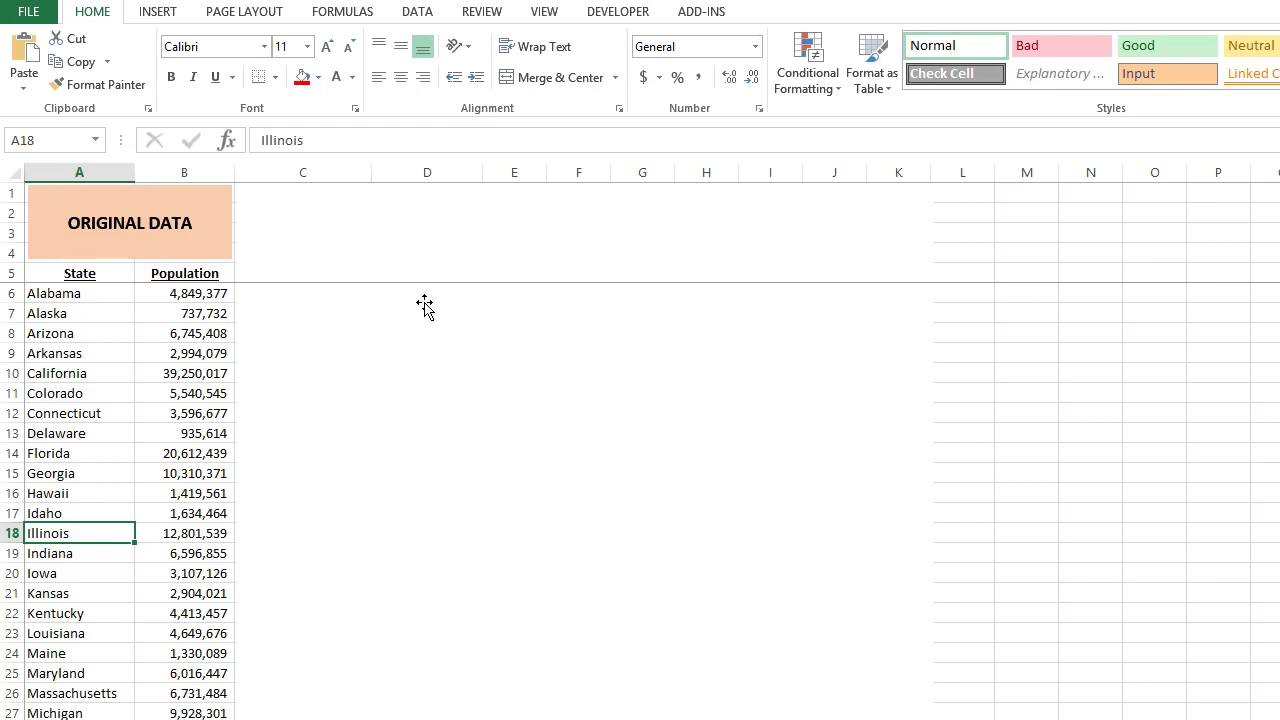 FILE HOME INSERT PAGE LAYOUT FORMULAS DATA REVIEW VIEW DEVELOPER ADD-INS
Paste
Cut
Copy
Format Painter
Clipboard
Calibri 11 A A
B I U A
Font
Wrap Text
Merge & Center
Alignment
General
$ % , .0 .00 .00 .0
Number
Conditional Formatting
Format as Table
Normal Bad Good Neutral
Check Cell Explanatory ... Input Linked C
Styles
A18 fx Illinois
A B C D E F G H I J K L M N O P
1
2 ORIGINAL DATA
3
4
5 State Population
6 Alabama 4,849,377
7 Alaska 737,732
8 Arizona 6,745,408
9 Arkansas 2,994,079
10 California 39,250,017
11 Colorado 5,540,545
12 Connecticut 3,596,677
13 Delaware 935,614
14 Florida 20,612,439
15 Georgia 10,310,371
16 Hawaii 1,419,561
17 Idaho 1,634,464
18 Illinois 12,801,539
19 Indiana 6,596,855
20 Iowa 3,107,126
21 Kansas 2,904,021
22 Kentucky 4,413,457
23 Louisiana 4,649,676
24 Maine 1,330,089
25 Maryland 6,016,447
26 Massachusetts 6,731,484
27 Michigan 9,928,301